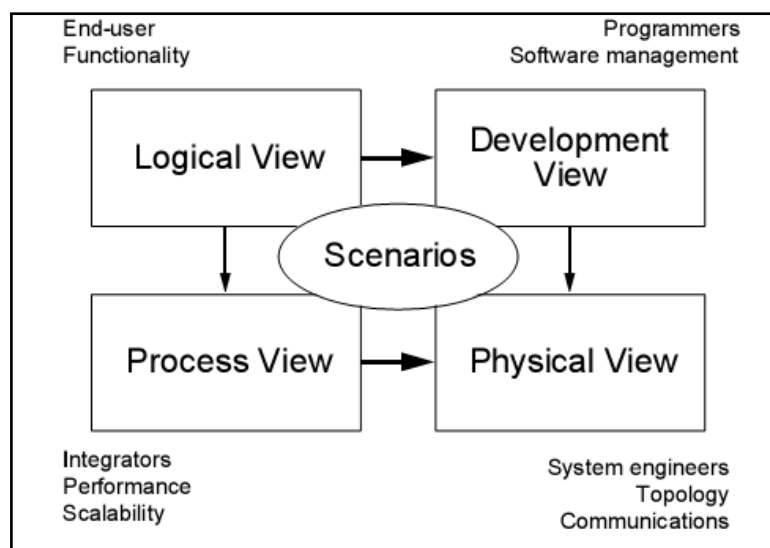 End-user
Functionality
Programmers
Software management
Logical View
Development
View
Scenarios
Process View
Physical View
Integrators
Performance
Scalability
System engineers
Topology
Communications